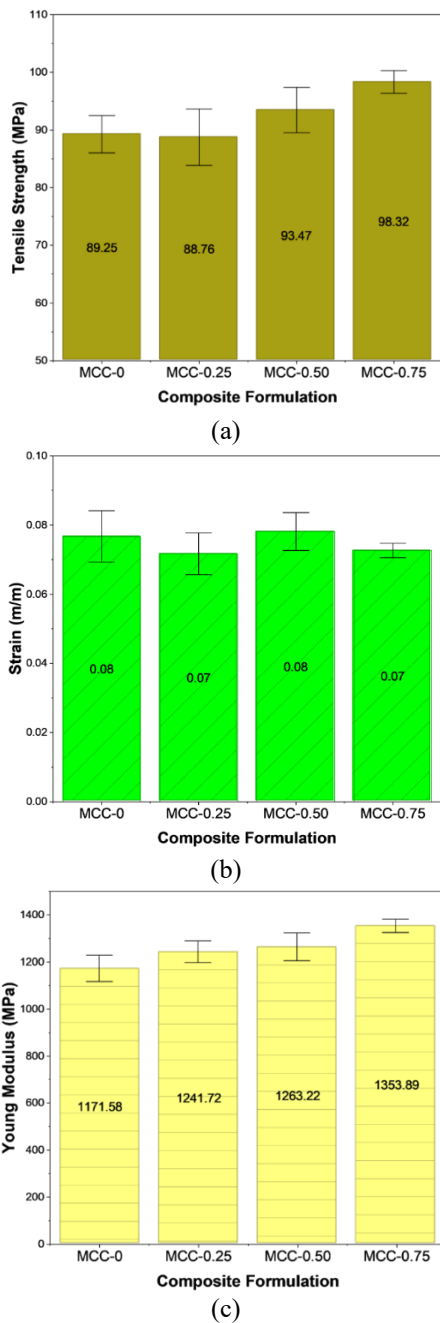 110
100
90
80
70
60
50
Tensile Strength (MPa)
89.25
88.76
93.47
98.32
MCC-0 MCC-0.25 MCC-0.50 MCC-0.75
Composite Formulation
(a)
0.10
0.08
0.06
0.04
0.02
0.00
Strain (m/m)
0.08
0.07
0.08
0.07
MCC-0 MCC-0.25 MCC-0.50 MCC-0.75
Composite Formulation
(b)
1400
1200
1000
800
600
400
200
0
Young Modulus (MPa)
1171.58
1241.72
1263.22
1353.89
MCC-0 MCC-0.25 MCC-0.50 MCC-0.75
Composite Formulation
(c)